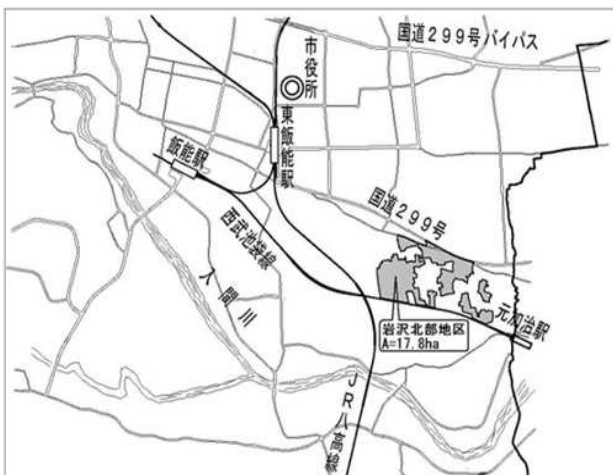 国道299号バイパス
市役所
東飯能駅
飯能駅
国道299号
西武池袋線
入間川
元加治駅
岩沢北部地区
A=17.8ha
JR八高線